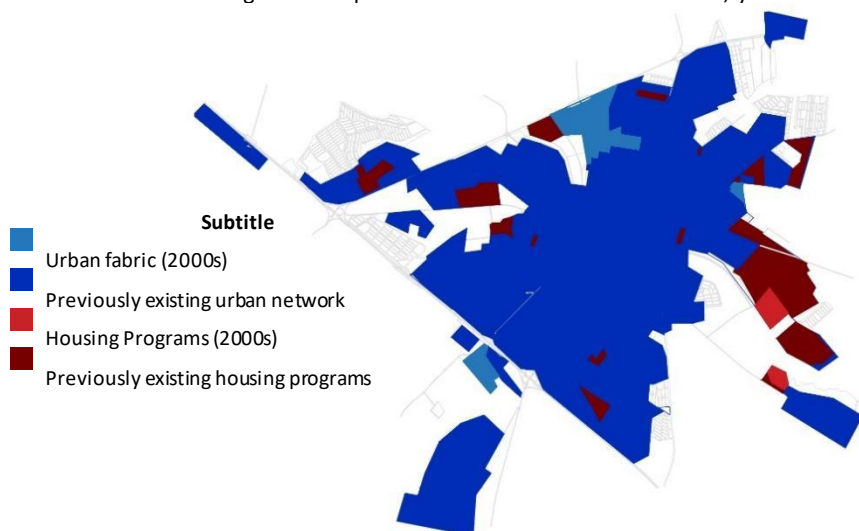 Subtitle
Urban fabric (2000s)
Previously existing urban network
Housing Programs (2000s)
Previously existing housing programs